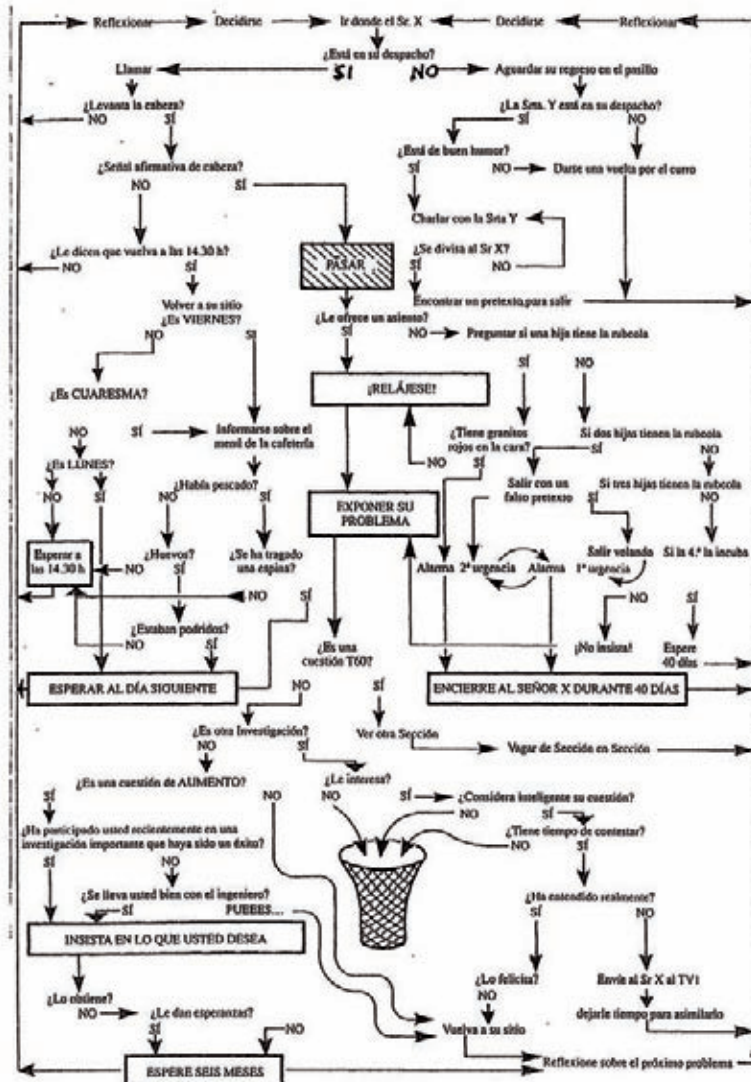 Reflexionar Decidirse Ir donde el Sr. X Decidirse Reflexionar
¿Está en su despacho?
Llamar SI NO Aguardar su regreso en el pasillo
¿Levanta la cabeza? ¿La Srta. Y está en su despacho?
NO SÍ SÍ NO
¿Está de buen humor?
¿Señal afirmativa de cabeza? SÍ NO Darse una vuelta por el curro
NO SÍ
Charlar con la Srta Y
¿Le dicen que vuelva a las 14.30 h? PASAR ¿Se divisa al Sr X?
NO SÍ SÍ NO
Volver a su sitio Encontrar un pretexto para salir
¿Es VIERNES? ¿Le ofrece un asiento?
NO SI SÍ NO Preguntar si una hija tiene la rubeola
SÍ NO
¿Es CUARESMA? ¡RELÁJESE!
NO SÍ Informarse sobre el ¿Tiene granitos Si dos hijas tienen la rubeola
menú de la cafetería rojos en la cara? SÍ NO
¿Es LUNES? NO SÍ
NO SÍ ¿Había pescado? Salir con un Si tres hijas tienen la rubeola
NO SÍ falso pretexto SÍ NO
EXPONER SU
PROBLEMA
Esperar a ¿Huevos? ¿Se ha tragado Salir volando Si la 4.ª la incuba
las 14.30 h NO SÍ una espina? Alarma 2ª urgencia Alarma 1ª urgencia
NO SÍ NO SÍ
¿Estaban podridos?
NO SÍ ¿Es una ¡No insista! Espere
cuestión T60? 40 días
ESPERAR AL DÍA SIGUIENTE NO SÍ ENCIERRE AL SEÑOR X DURANTE 40 DÍAS
¿Es otra Investigación? Ver otra Sección
NO SÍ Vagar de Sección en Sección
¿Es una cuestión de AUMENTO? ¿Le interesa?
SÍ NO NO SÍ ¿Considera inteligente su cuestión?
NO SÍ
¿Ha participado usted recientemente en una ¿Tiene tiempo de contestar?
investigación importante que haya sido un éxito? NO SÍ
SÍ NO
¿Se lleva usted bien con el ingeniero? ¿Ha entendido realmente?
SÍ PUEEES... SÍ NO
INSISTA EN LO QUE USTED DESEA
¿Lo obtiene? ¿Lo felicita? Envíe al Sr X al TV1
NO ¿Le dan esperanzas? NO dejarle tiempo para asimilarlo
SÍ NO Vuelva a su sitio
ESPERE SEIS MESES Reflexione sobre el próximo problema